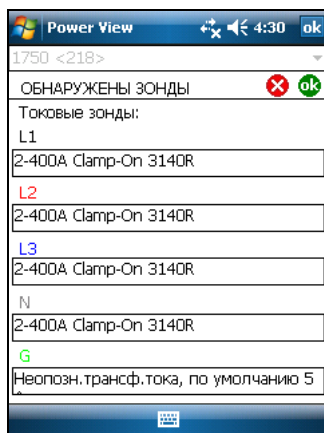 Power View 4:30 ok
1750 <218>
ОБНАРУЖЕНЫ ЗОНДЫ ok
Токовые зонды:
L1
2-400A Clamp-On 3140R
L2
2-400A Clamp-On 3140R
L3
2-400A Clamp-On 3140R
N
2-400A Clamp-On 3140R
G
Неопозн.трансф.тока, по умолчанию 5